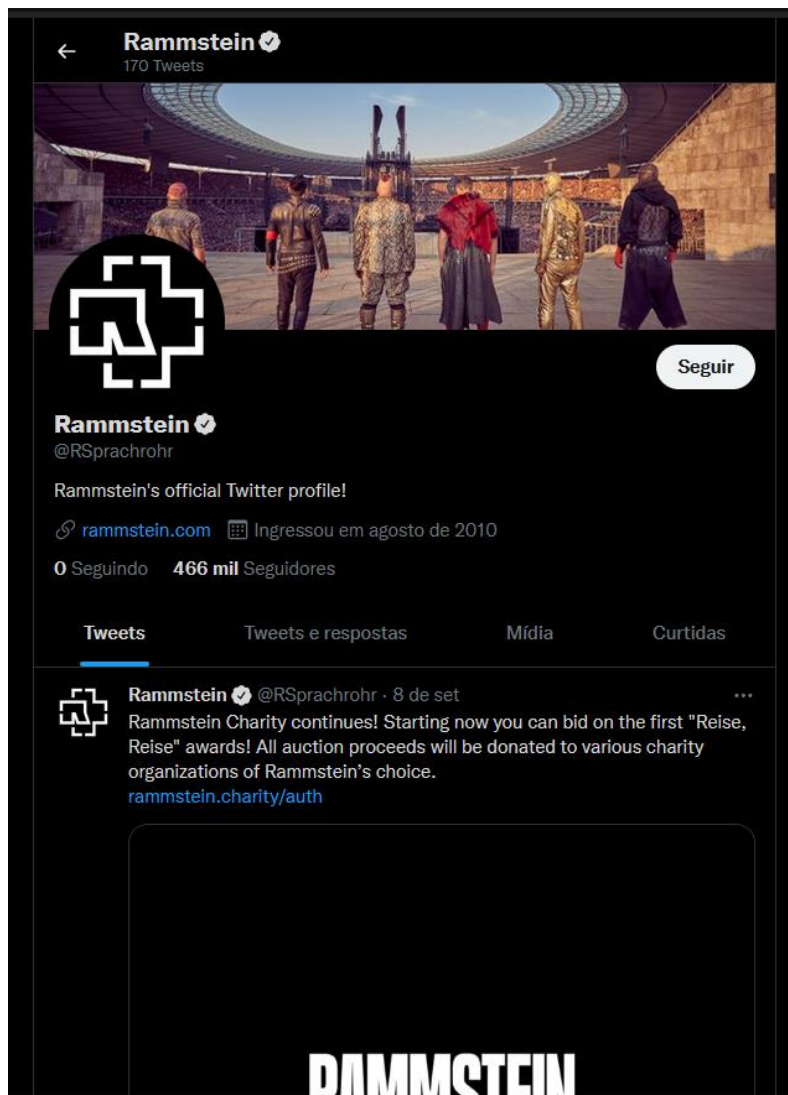 Rammstein
170 Tweets
Seguir
Rammstein
@RSprachrohr
Rammstein's official Twitter profile!
rammstein.com Ingressou em agosto de 2010
0 Seguindo 466 mil Seguidores
Tweets Tweets e respostas Mídia Curtidas
Rammstein @RSprachrohr · 8 de set
Rammstein Charity continues! Starting now you can bid on the first "Reise,
Reise" awards! All auction proceeds will be donated to various charity
organizations of Rammstein’s choice.
rammstein.charity/auth
RAMMSTEIN